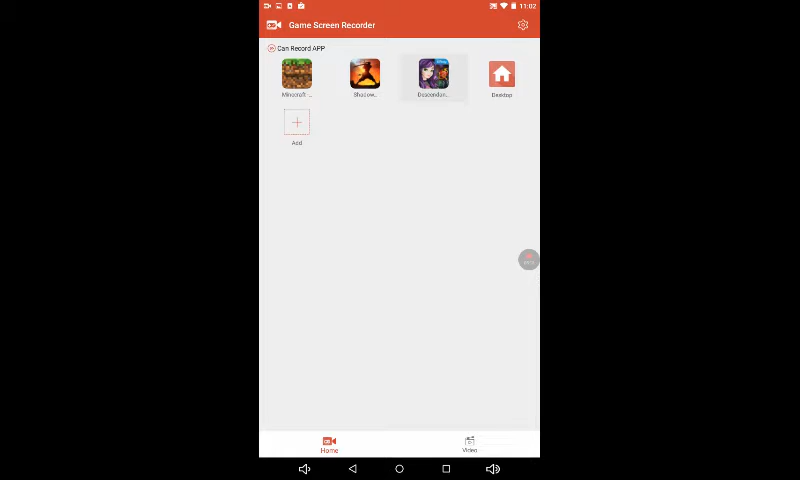 11:02
Game Screen Recorder
Can Record APP
Minecraft -...
Shadow...
Descendan...
Desktop
Add
Home
Video